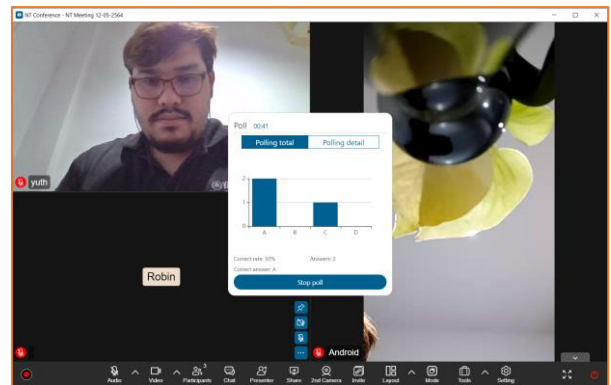 NT Conference - NT Meeting 12-05-2564
Poll 00:41
Polling total Polling detail
2
1
0
A B C D
Correct rate: 50% Answers: 2
Correct answer: A
Stop poll
yuth
Robin
Android
3
Audio Video Participants Chat Presenter Share 2nd Camera Invite Layout Mode Tools Setting